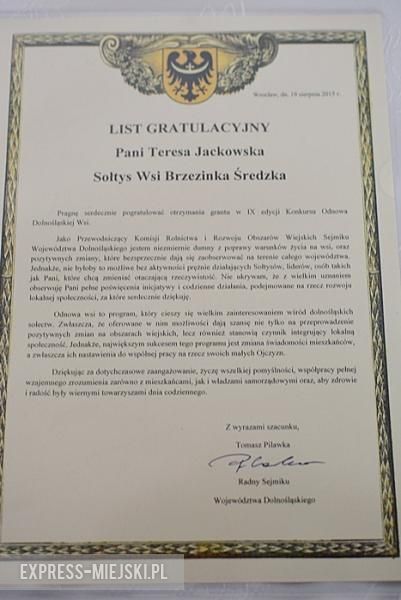 Wrocław, dn. 19 sierpnia 2015 r.
LIST GRATULACYJNY
Pani Teresa Jackowska
Sołtys Wsi Brzezinka Średzka
Pragnę serdecznie pogratulować otrzymania grantu w IX edycji Konkursu Odnowa
Dolnośląskiej Wsi.
Jako Przewodniczący Komisji Rolnictwa i Rozwoju Obszarów Wiejskich Sejmiku
Województwa Dolnośląskiego jestem niezmiernie dumny z poprawy warunków życia na wsi, oraz
pozytywnych zmiany, które bezsprzecznie dają się zaobserwować na terenie całego województwa.
Jednakże, nie byłoby to możliwe bez aktywności prężnie działających Sołtysów, liderów, osób takich
jak Pani, które chcą zmieniać otaczającą rzeczywistość. Nie ukrywam, że z wielkim uznaniem
obserwuję Pani pełne poświęcenia inicjatywy i codzienne działania, podejmowane na rzecz rozwoju
lokalnej społeczności, za które serdecznie dziękuję.
Odnowa wsi to program, który cieszy się wielkim zainteresowaniem wśród dolnośląskich
sołectw. Zwłaszcza, że oferowane w nim możliwości dają szansę nie tylko na przeprowadzenie
pozytywnych zmian na obszarach wiejskich, lecz również stanowią czynnik integrujący lokalną
społeczność. Jednakże, największym sukcesem tego programu jest zmiana świadomości mieszkańców,
a zwłaszcza ich nastawienia do wspólnej pracy na rzecz swoich małych Ojczyzn.
Dziękując za dotychczasowe zaangażowanie, życzę wszelkiej pomyślności, współpracy pełnej
wzajemnego zrozumienia zarówno z mieszkańcami, jak i władzami samorządowymi oraz, aby zdrowie
i radość były wiernymi towarzyszami dnia codziennego.
Z wyrazami szacunku,
Tomasz Pilawka
Radny Sejmiku
Województwa Dolnośląskiego
EXPRESS-MIEJSKI.PL